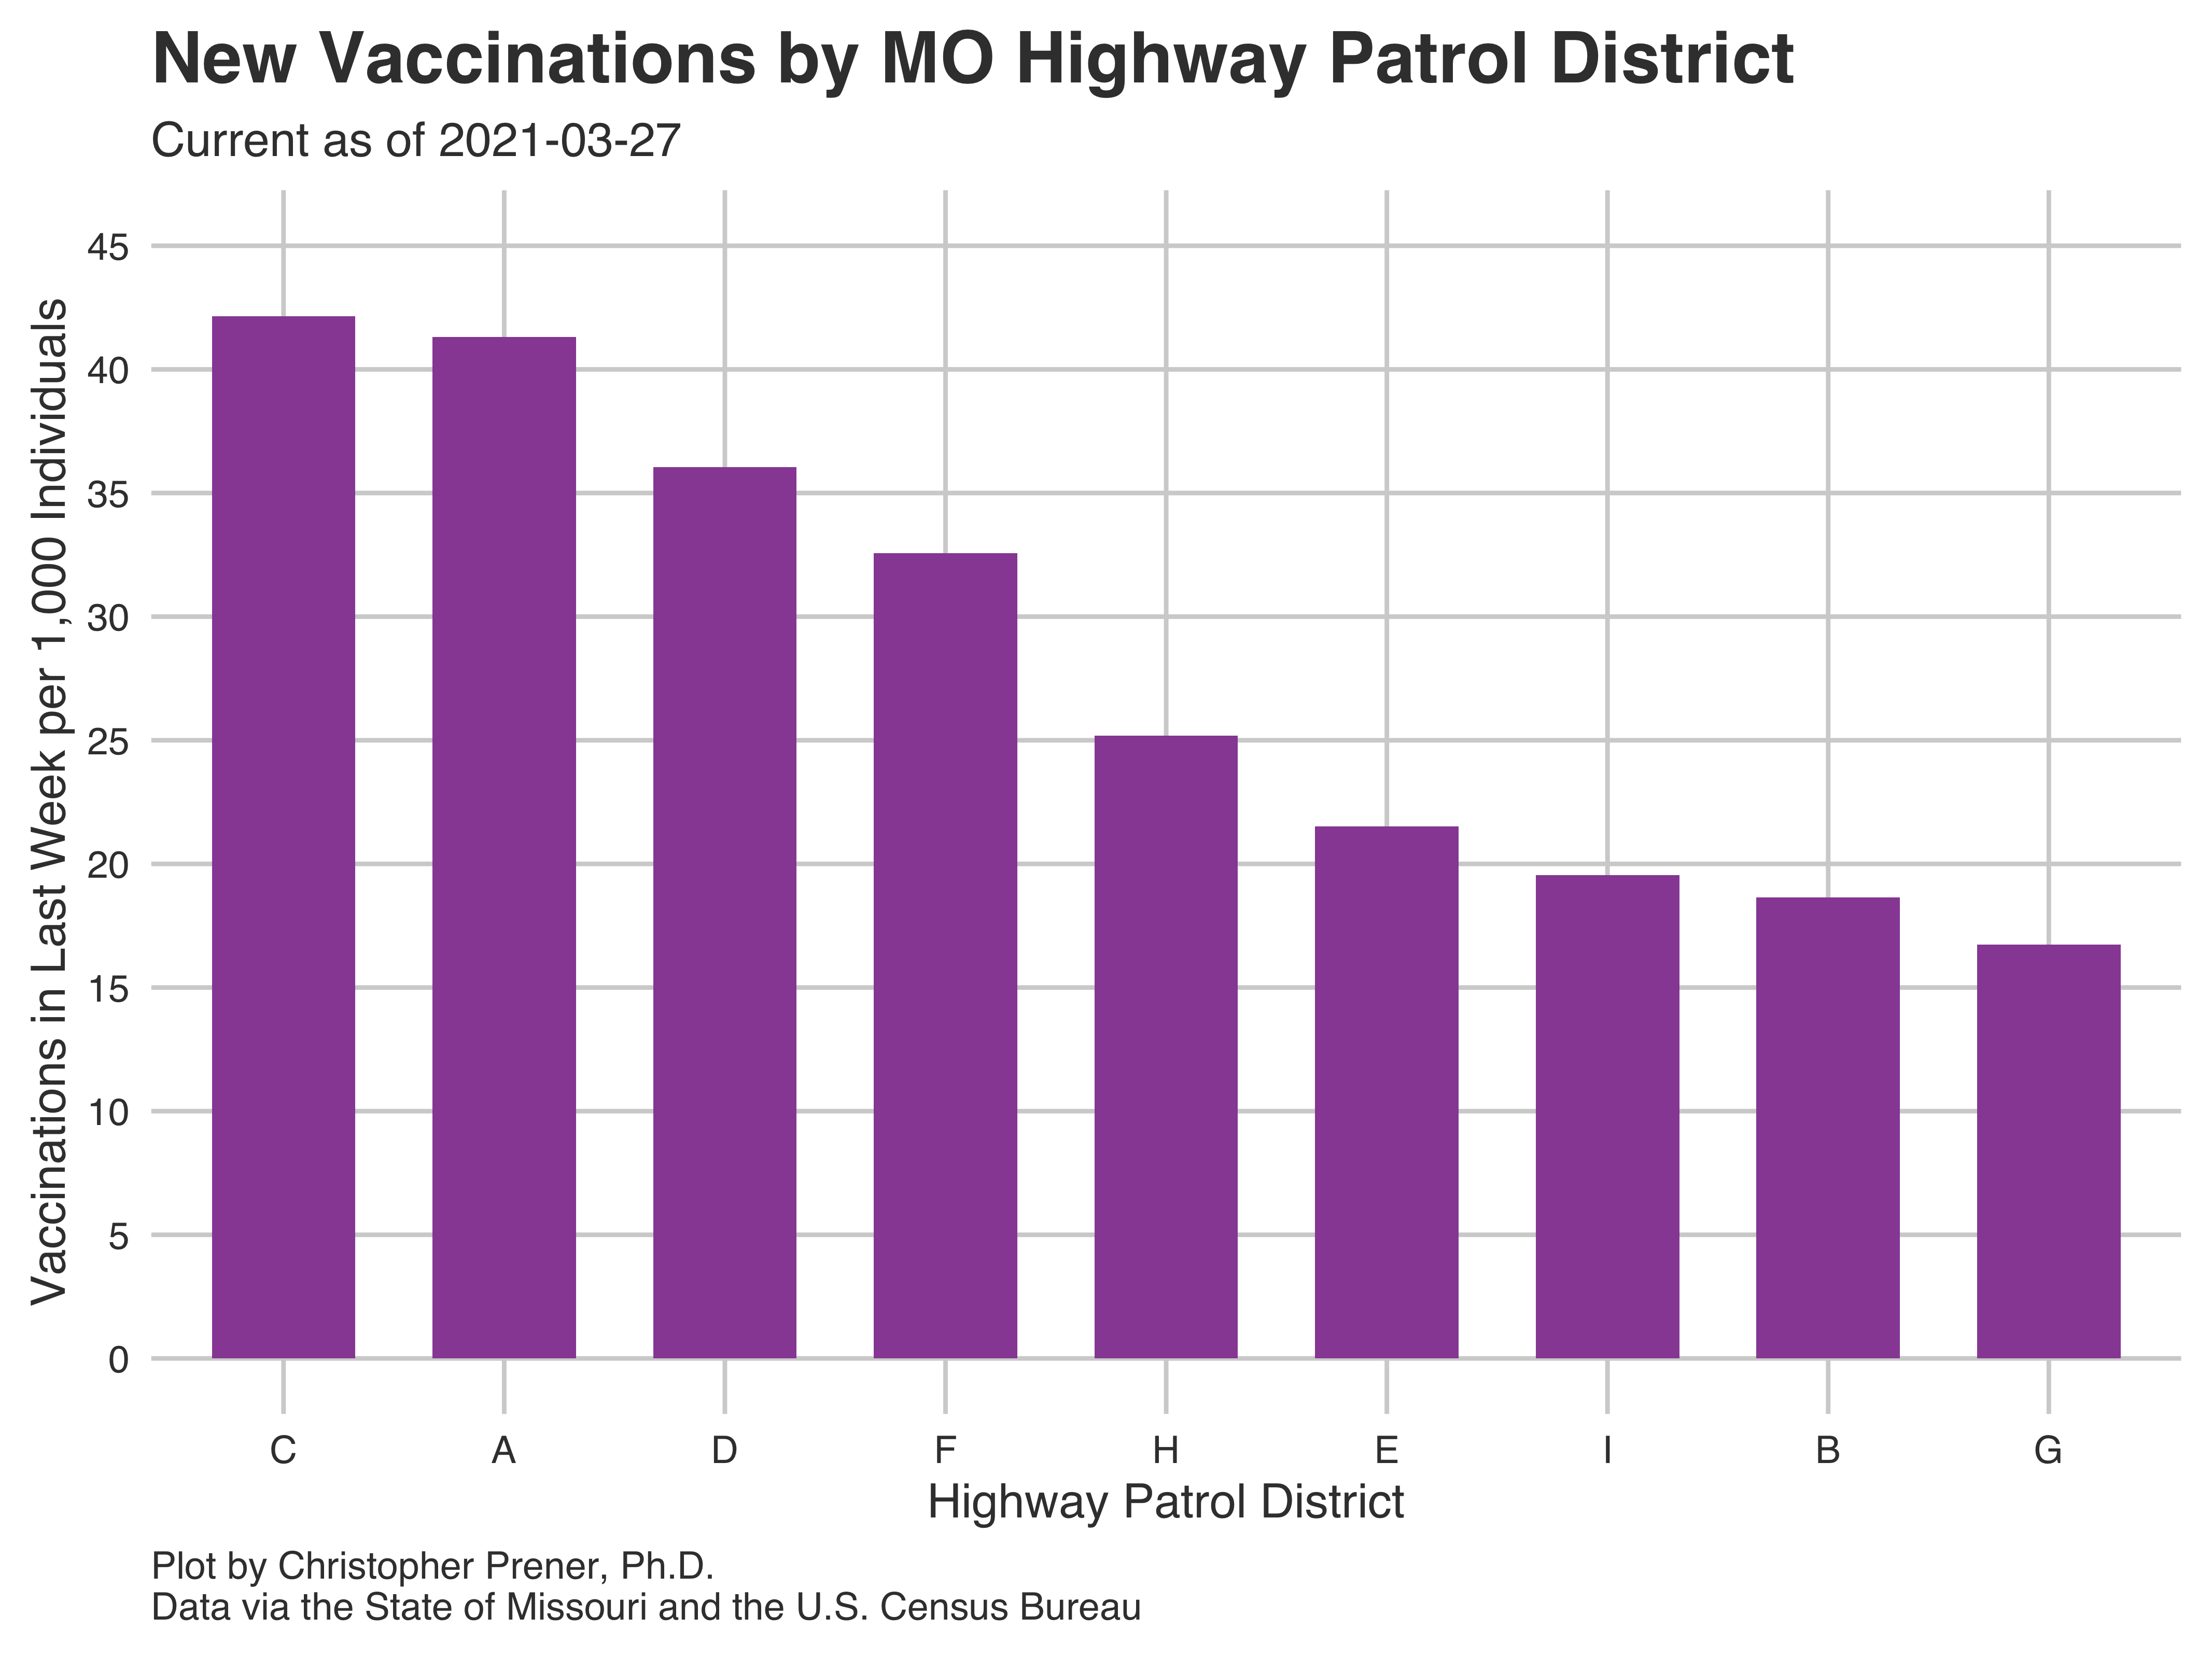 New Vaccinations by MO Highway Patrol District
Current as of 2021-03-27
Vaccinations in Last Week per 1,000 Individuals
45
40
35
30
25
20
15
10
5
0
C A D F H E I B G
Highway Patrol District
Plot by Christopher Prener, Ph.D.
Data via the State of Missouri and the U.S. Census Bureau